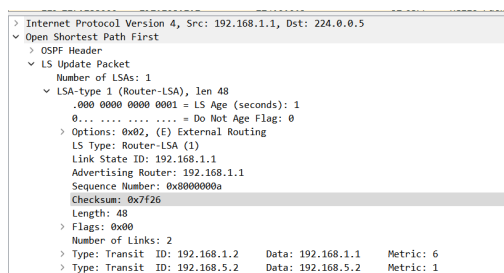 > Internet Protocol Version 4, Src: 192.168.1.1, Dst: 224.0.0.5
Open Shortest Path First
> OSPF Header
LS Update Packet
Number of LSAs: 1
LSA-type 1 (Router-LSA), len 48
.000 0000 0000 0001 = LS Age (seconds): 1
0... .... .... .... = Do Not Age Flag: 0
> Options: 0x02, (E) External Routing
LS Type: Router-LSA (1)
Link State ID: 192.168.1.1
Advertising Router: 192.168.1.1
Sequence Number: 0x8000000a
Checksum: 0x7f26
Length: 48
> Flags: 0x00
Number of Links: 2
> Type: Transit ID: 192.168.1.2 Data: 192.168.1.1 Metric: 6
> Type: Transit ID: 192.168.5.2 Data: 192.168.5.2 Metric: 1